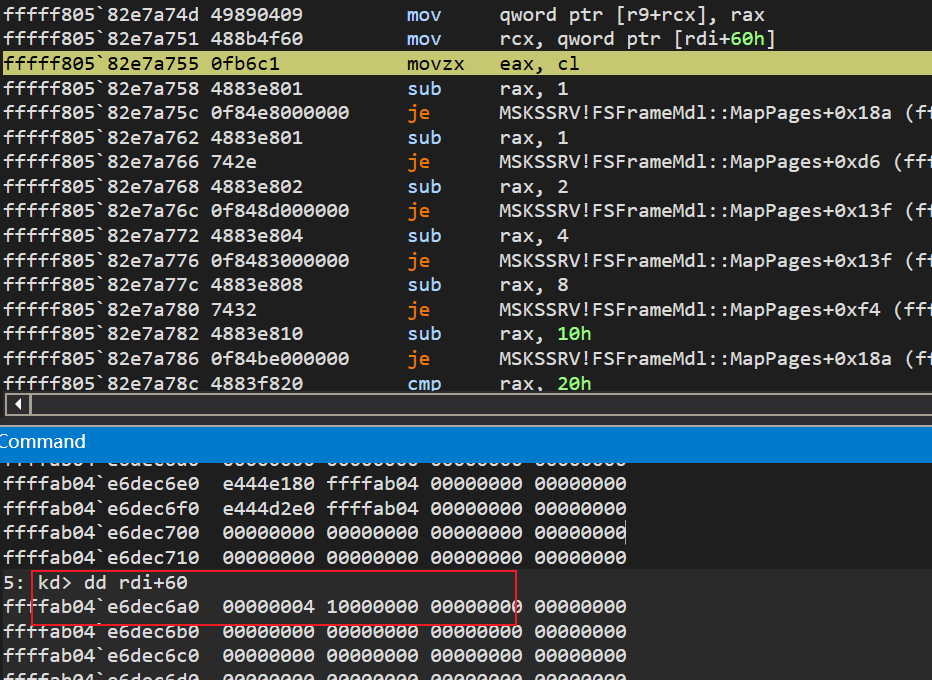 fffff805`82e7a74d 49890409 mov qword ptr [r9+rcx], rax
fffff805`82e7a751 488b4f60 mov rcx, qword ptr [rdi+60h]
fffff805`82e7a755 0fb6c1 movzx eax, cl
fffff805`82e7a758 4883e801 sub rax, 1
fffff805`82e7a75c 0f84e8000000 je MSKSSRV!FSFrameMdl::MapPages+0x18a (ff
fffff805`82e7a762 4883e801 sub rax, 1
fffff805`82e7a766 742e je MSKSSRV!FSFrameMdl::MapPages+0xd6 (fff
fffff805`82e7a768 4883e802 sub rax, 2
fffff805`82e7a76c 0f848d000000 je MSKSSRV!FSFrameMdl::MapPages+0x13f (ff
fffff805`82e7a772 4883e804 sub rax, 4
fffff805`82e7a776 0f8483000000 je MSKSSRV!FSFrameMdl::MapPages+0x13f (ff
fffff805`82e7a77c 4883e808 sub rax, 8
fffff805`82e7a780 7432 je MSKSSRV!FSFrameMdl::MapPages+0xf4 (fff
fffff805`82e7a782 4883e810 sub rax, 10h
fffff805`82e7a786 0f84be000000 je MSKSSRV!FSFrameMdl::MapPages+0x18a (ff
fffff805`82e7a78c 4883f820 cmp rax, 20h
Command
ffffab04`e6dec6e0 e444e180 ffffab04 00000000 00000000
ffffab04`e6dec6f0 e444d2e0 ffffab04 00000000 00000000
ffffab04`e6dec700 00000000 00000000 00000000 00000000
ffffab04`e6dec710 00000000 00000000 00000000 00000000
5: kd> dd rdi+60
ffffab04`e6dec6a0 00000004 10000000 00000000 00000000
ffffab04`e6dec6b0 00000000 00000000 00000000 00000000
ffffab04`e6dec6c0 00000000 00000000 00000000 00000000
ffffab04`e6dec6d0 00000000 00000000 00000000 00000000